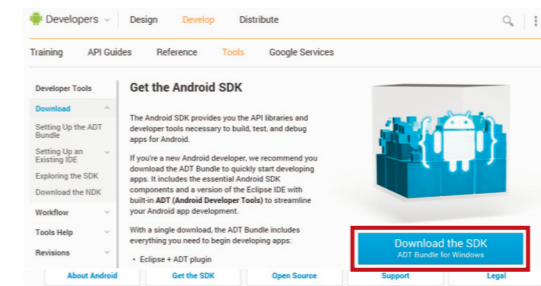 Developers
Design Develop Distribute
Training API Guides Reference Tools Google Services
Developer Tools
Download
Setting Up the ADT
Bundle
Setting Up an
Existing IDE
Exploring the SDK
Download the NDK
Workflow
Tools Help
Revisions
Get the Android SDK
The Android SDK provides you the API libraries and
developer tools necessary to build, test, and debug
apps for Android.
If you're a new Android developer, we recommend you
download the ADT Bundle to quickly start developing
apps. It includes the essential Android SDK
components and a version of the Eclipse IDE with
built-in ADT (Android Developer Tools) to streamline
your Android app development.
With a single download, the ADT Bundle includes
everything you need to begin developing apps:
• Eclipse + ADT plugin
Download the SDK
ADT Bundle for Windows
About Android Get the SDK Open Source Support Legal